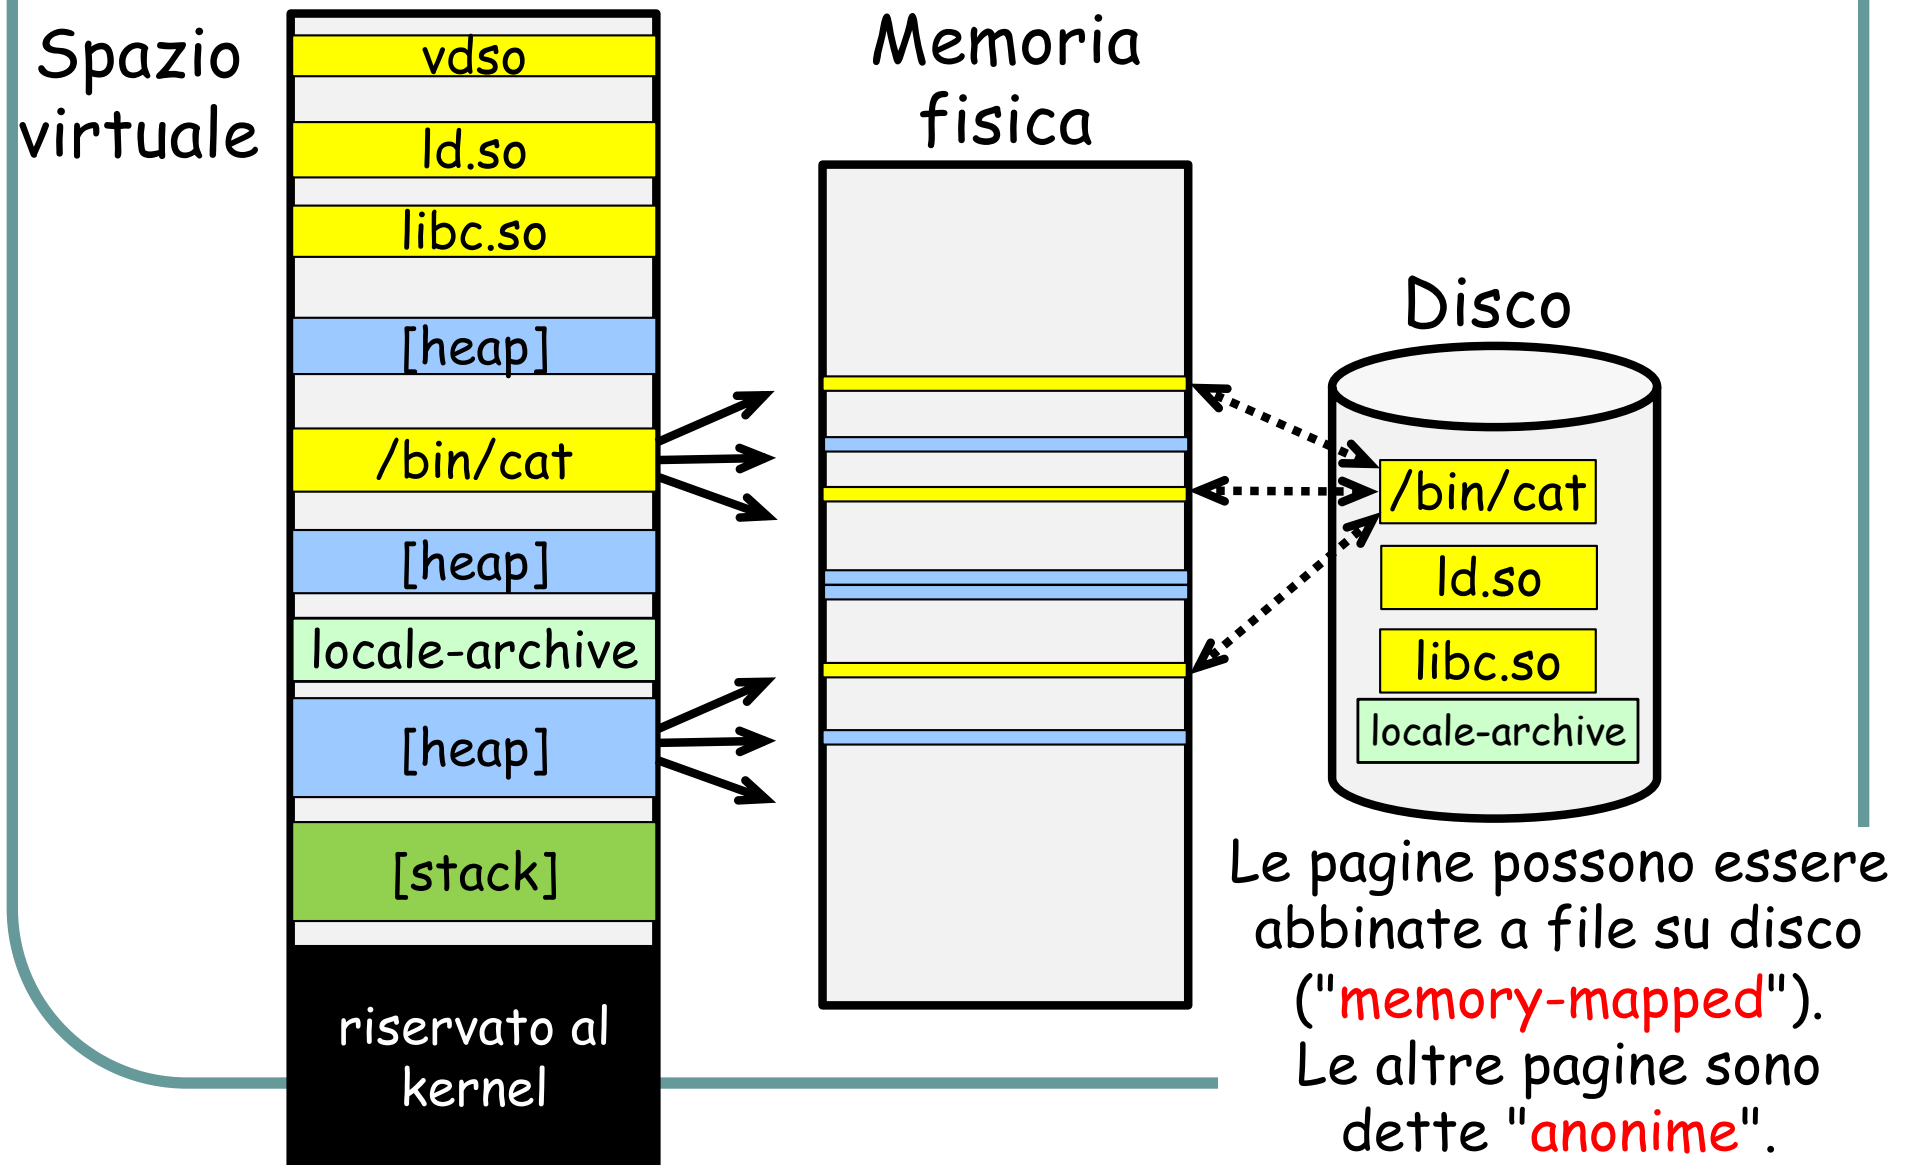 Spazio
virtuale
vdso
ld.so
libc.so
[heap]
/bin/cat
[heap]
locale-archive
[heap]
[stack]
riservato al
kernel
Memoria
fisica
Disco
/bin/cat
ld.so
libc.so
locale-archive
Le pagine possono essere
abbinate a file su disco
("memory-mapped").
Le altre pagine sono
dette "anonime".